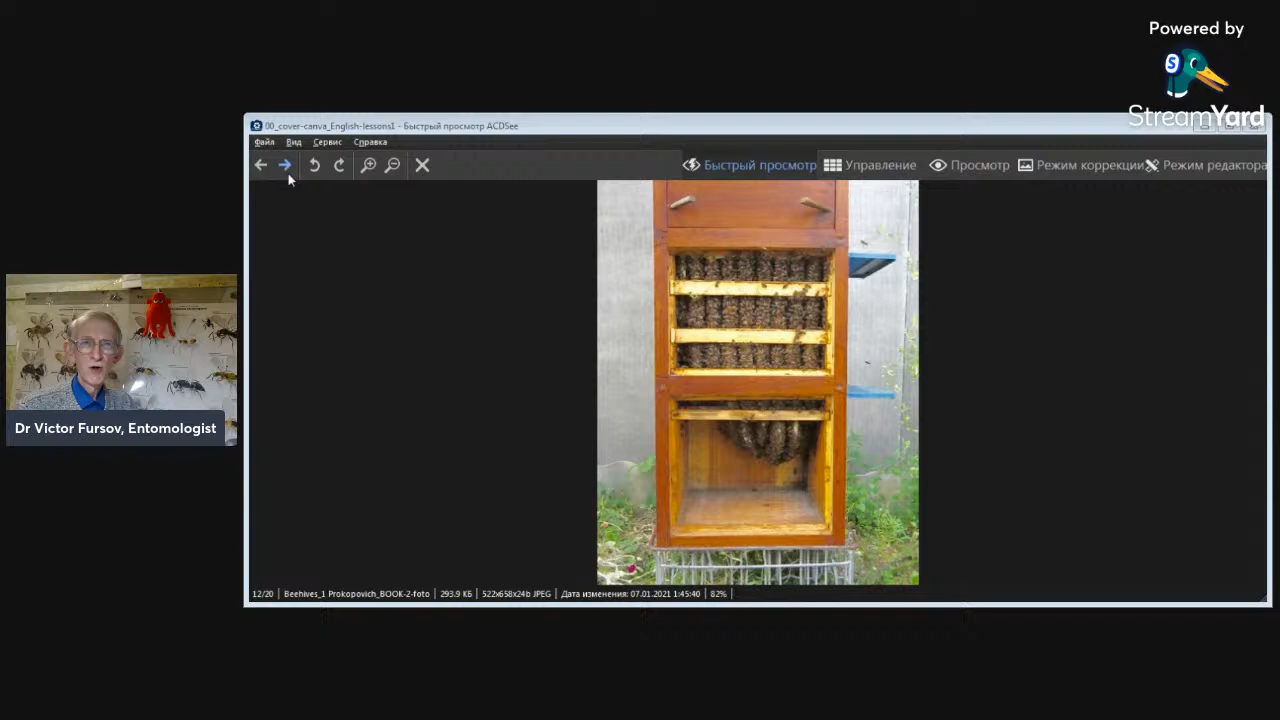 Powered by
S
StreamYard
00_cover-canva_English-lessons1 - Быстрый просмотр ACDSee
Файл Вид Сервис Справка
Быстрый просмотр Управление Просмотр Режим коррекции Режим редактора
Dr Victor Fursov, Entomologist
12/20 Beehives_1 Prokopovich_BOOK-2-foto 293.9 КБ 522x658x24b JPEG Дата изменения: 07.01.2021 1:45:40 82%